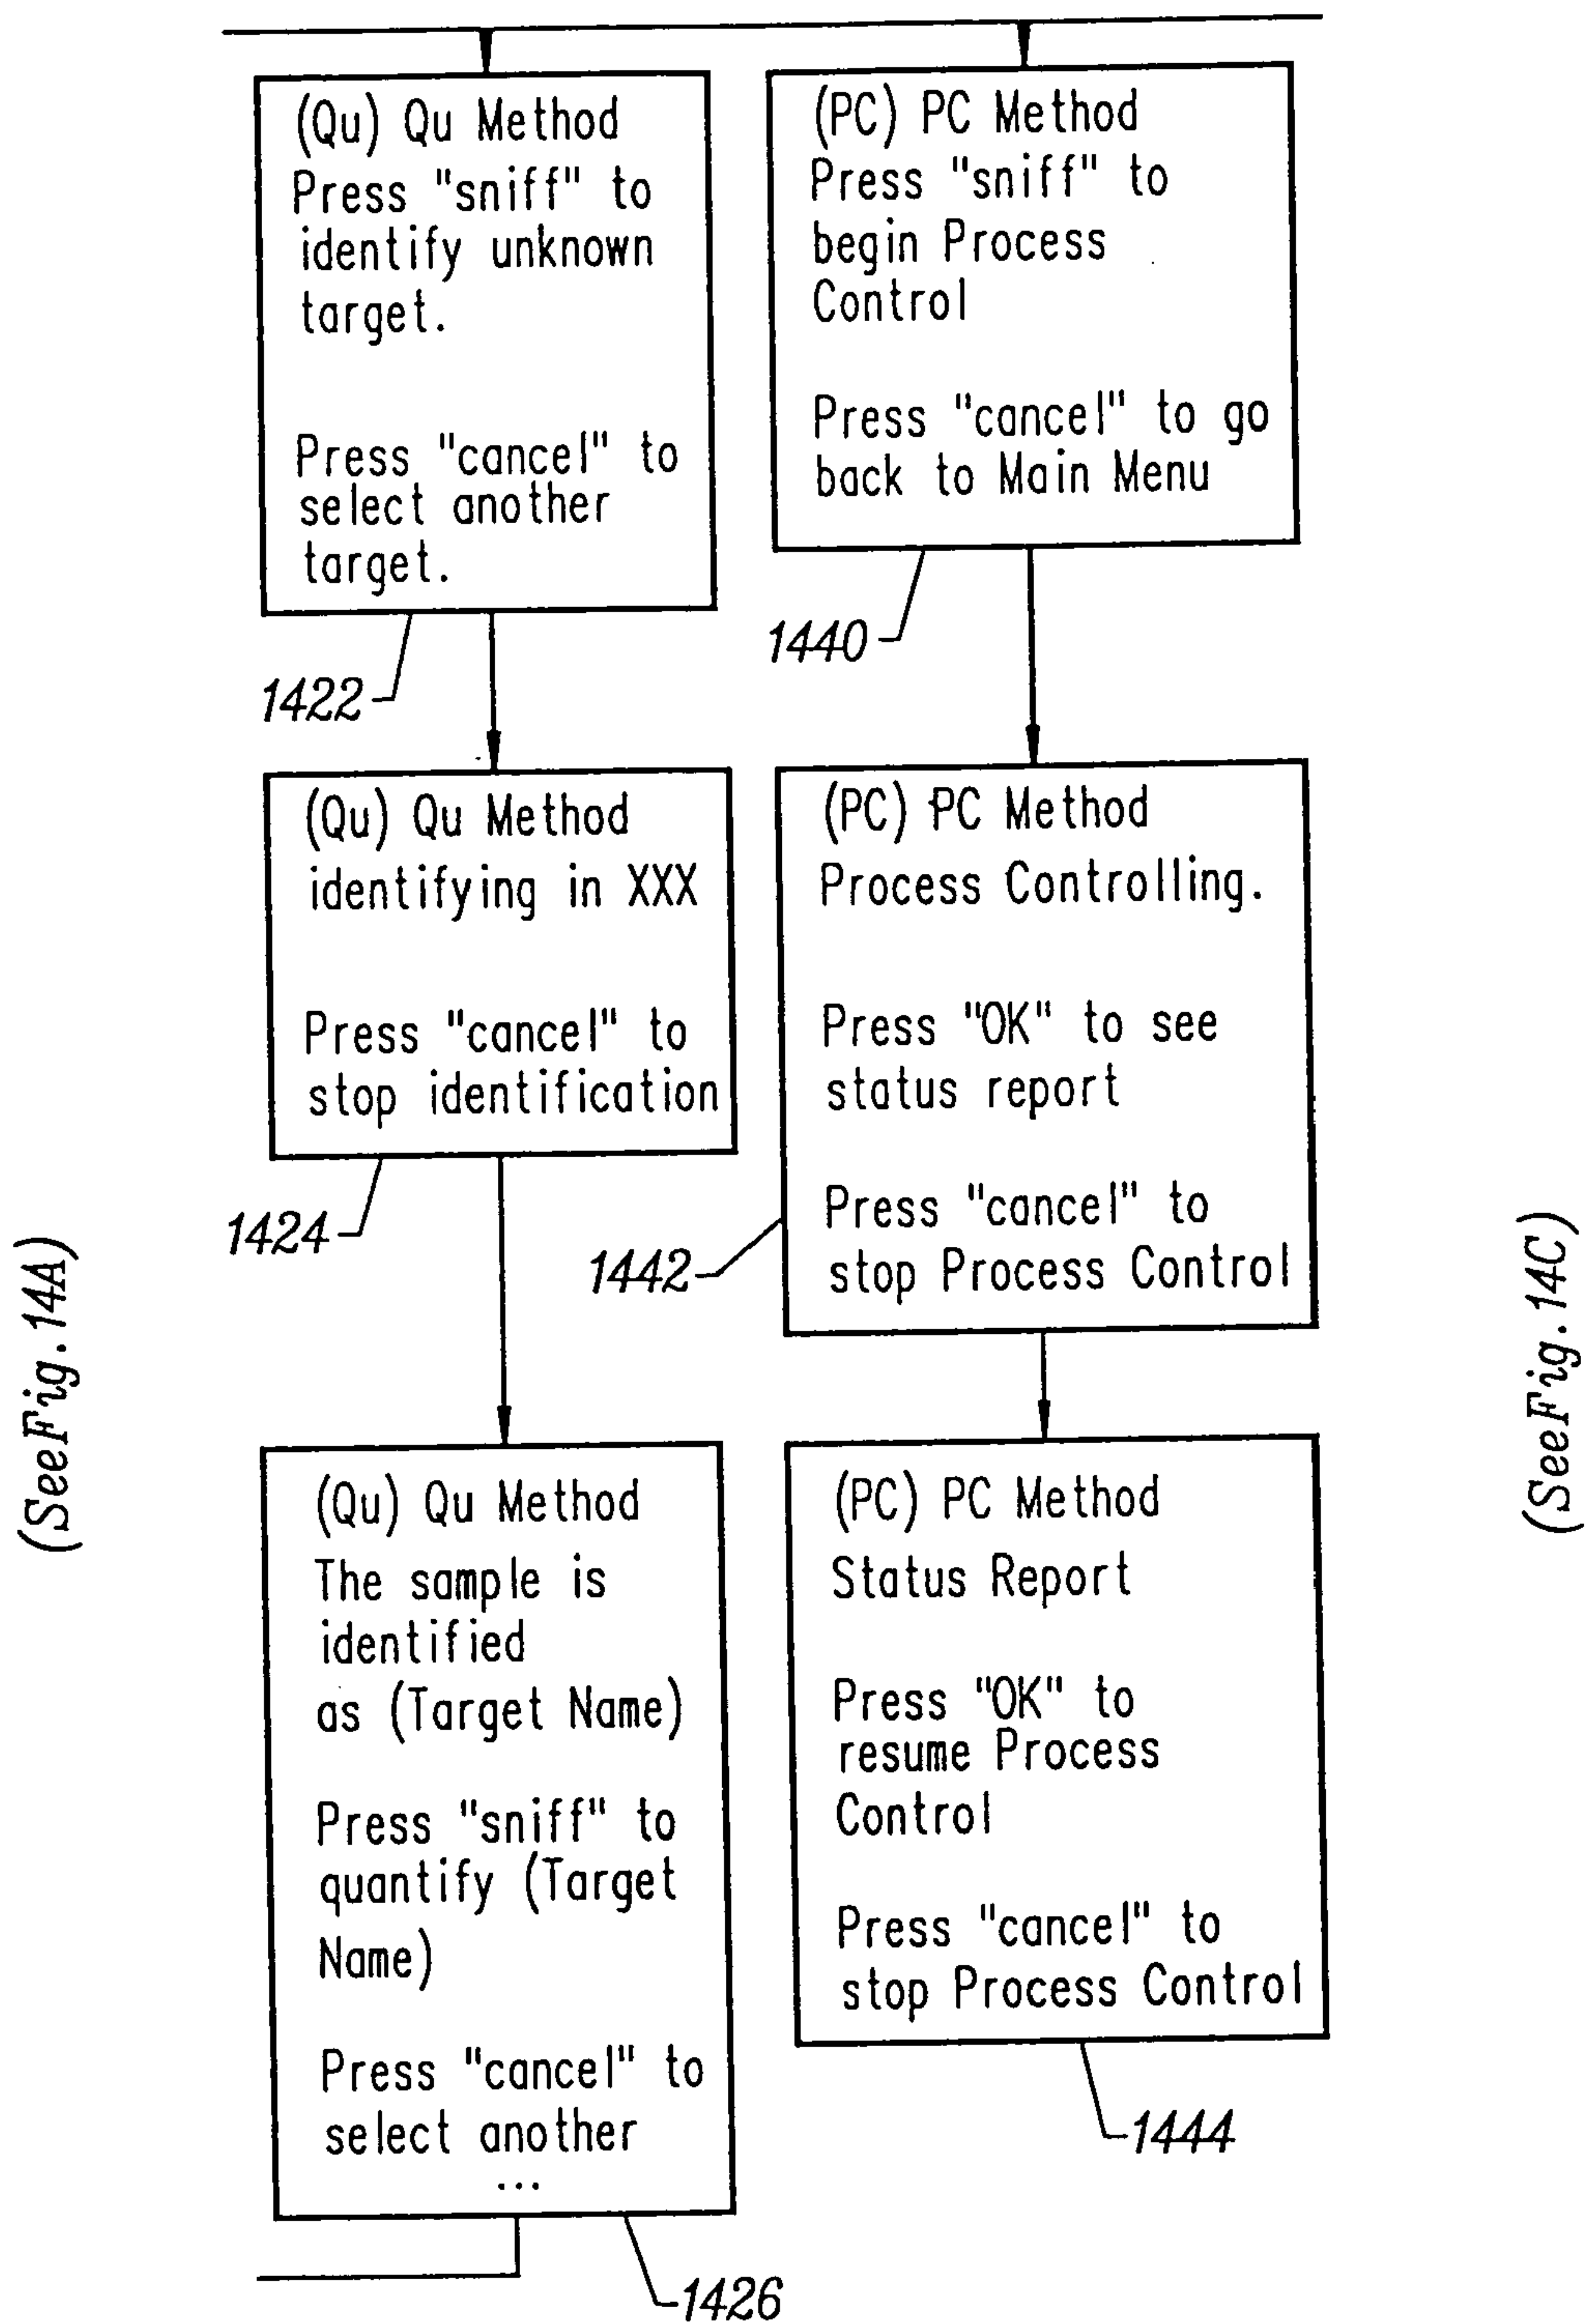 (Qu) Qu Method
Press "sniff" to
identify unknown
target.
Press "cancel" to
select another
target.
1422
(Qu) Qu Method
identifying in XXX
Press "cancel" to
stop identification
1424
(Qu) Qu Method
The sample is
identified
as (Target Name)
Press "sniff" to
quantify (Target
Name)
Press "cancel" to
select another
...
1426
(PC) PC Method
Press "sniff" to
begin Process
Control
Press "cancel" to go
back to Main Menu
1440
(PC) PC Method
Process Controlling.
Press "OK" to see
status report
Press "cancel" to
stop Process Control
1442
(PC) PC Method
Status Report
Press "OK" to
resume Process
Control
Press "cancel" to
stop Process Control
1444
(See Fig. 14A)
(See Fig. 14C)